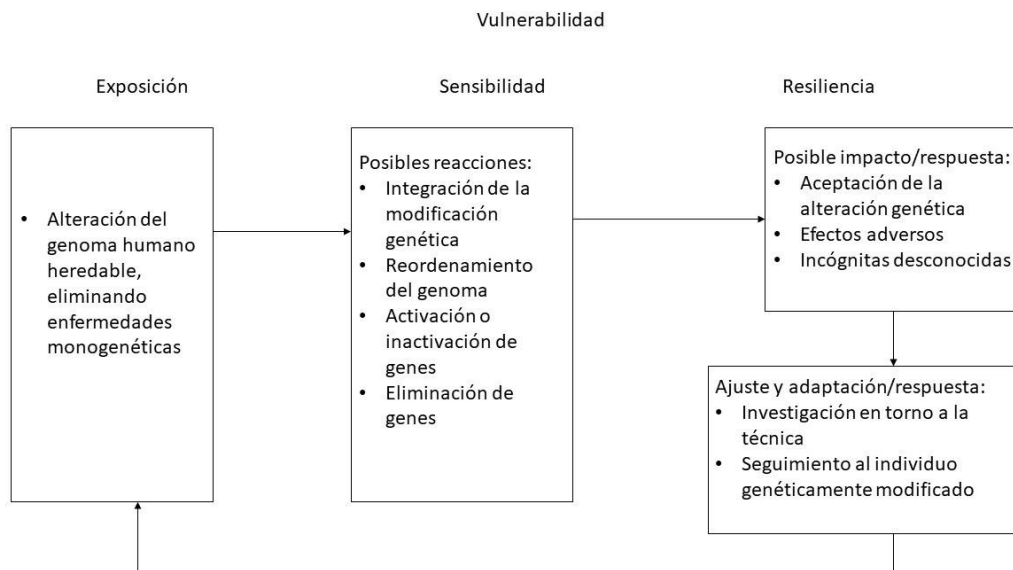 Vulnerabilidad
Exposición
Sensibilidad
Resiliencia
• Alteración del
genoma humano
heredable,
eliminando
enfermedades
monogenéticas
Posibles reacciones:
• Integración de la
modificación
genética
• Reordenamiento
del genoma
• Activación o
inactivación de
genes
• Eliminación de
genes
Posible impacto/respuesta:
• Aceptación de la
alteración genética
• Efectos adversos
• Incógnitas desconocidas
Ajuste y adaptación/respuesta:
• Investigación en torno a la
técnica
• Seguimiento al individuo
genéticamente modificado